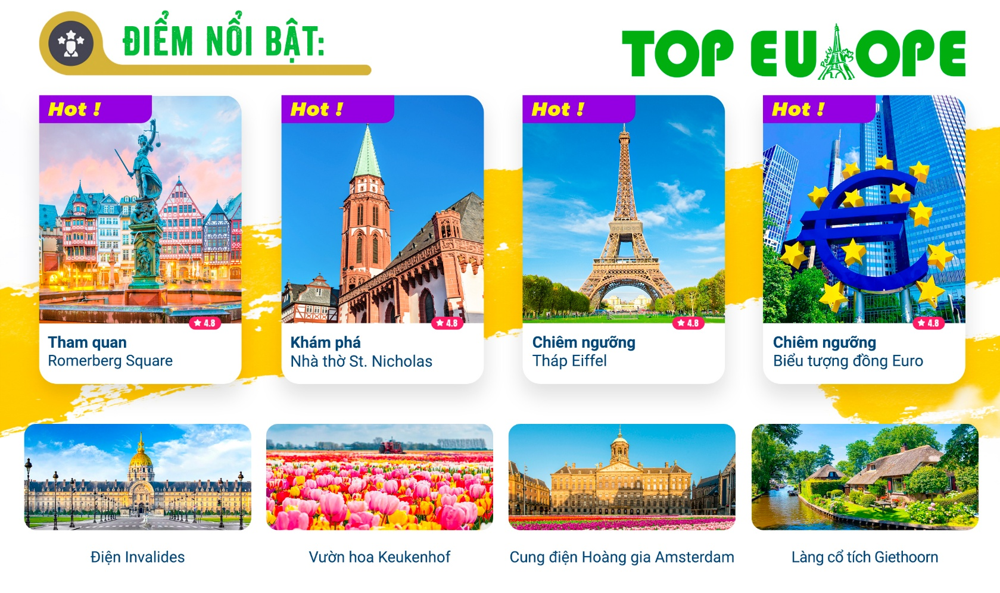 ĐIỂM NỔI BẬT:
TOP EUROPE
Paris
Hot !
Hot !
Hot !
Hot !
4.8
4.8
4.8
4.8
Tham quan
Romerberg Square
Khám phá
Nhà thờ St. Nicholas
Chiêm ngưỡng
Tháp Eiffel
Chiêm ngưỡng
Biểu tượng đồng Euro
Điện Invalides
Vườn hoa Keukenhof
Cung điện Hoàng gia Amsterdam
Làng cổ tích Giethoorn